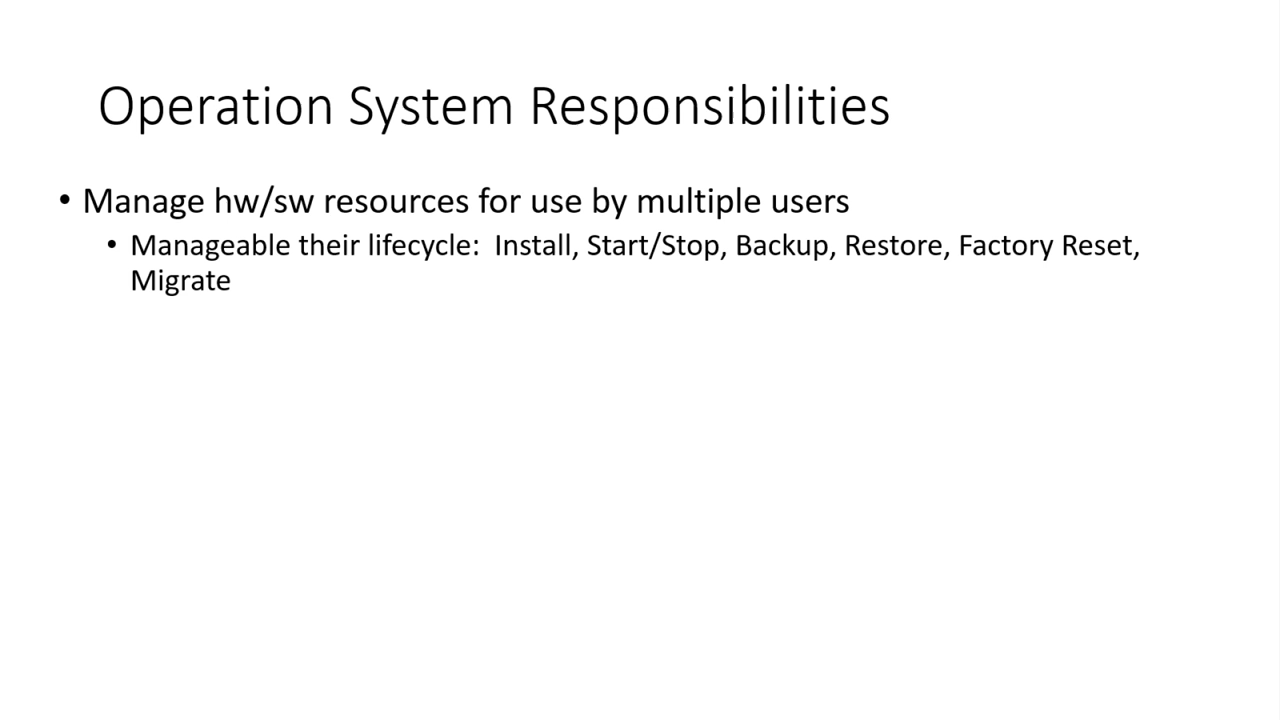 Operation System Responsibilities
• Manage hw/sw resources for use by multiple users
• Manageable their lifecycle:  Install, Start/Stop, Backup, Restore, Factory Reset,
Migrate